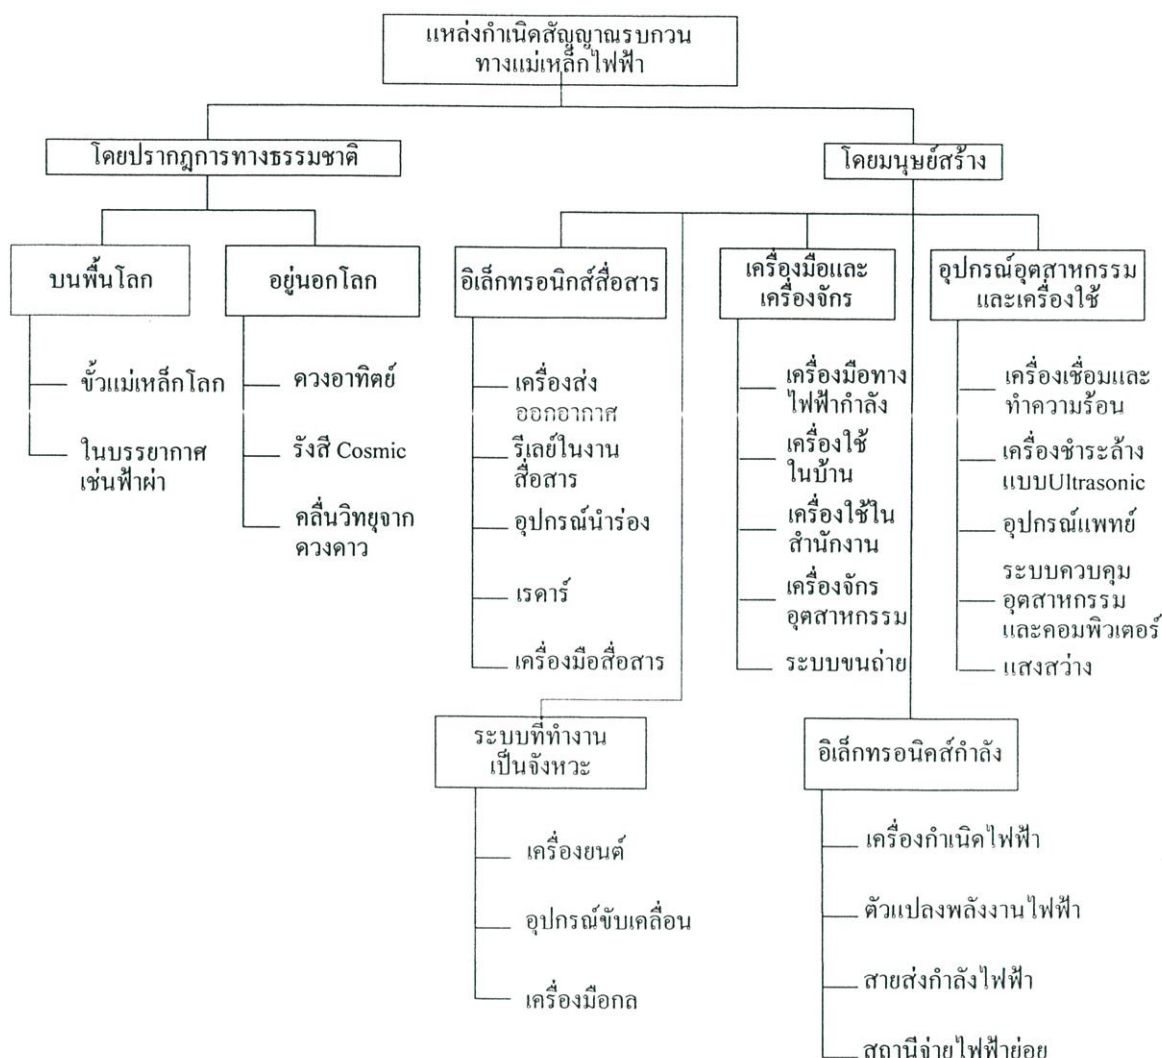 แหล่งกำเนิดสัญญาณรบกวน
ทางแม่เหล็กไฟฟ้า
โดยปรากฎการทางธรรมชาติ
โดยมนุษย์สร้าง
บนพื้นโลก
อยู่นอกโลก
อิเล็กทรอนิกส์สื่อสาร
เครื่องมือและ
เครื่องจักร
อุปกรณ์อุตสาหกรรม
และเครื่องใช้
ขั้วแม่เหล็กโลก
ในบรรยากาศ
เช่นฟ้าผ่า
ดวงอาทิตย์
รังสี Cosmic
คลื่นวิทยุจาก
ดวงดาว
เครื่องส่ง
ออกอากาศ
รีเลย์ในงาน
สื่อสาร
อุปกรณ์นำร่อง
เรดาร์
เครื่องมือสื่อสาร
เครื่องมือทาง
ไฟฟ้ากำลัง
เครื่องใช้
ในบ้าน
เครื่องใช้ใน
สำนักงาน
เครื่องจักร
อุตสาหกรรม
ระบบขนถ่าย
เครื่องเชื่อมและ
ทำความร้อน
เครื่องชำระล้าง
แบบUltrasonic
อุปกรณ์แพทย์
ระบบควบคุม
อุตสาหกรรม
และคอมพิวเตอร์
แสงสว่าง
ระบบที่ทำงาน
เป็นจังหวะ
อิเล็กทรอนิคส์กำลัง
เครื่องยนต์
อุปกรณ์ขับเคลื่อน
เครื่องมือกล
เครื่องกำเนิดไฟฟ้า
ตัวแปลงพลังงานไฟฟ้า
สายส่งกำลังไฟฟ้า
สถานีจ่ายไฟฟ้าย่อย